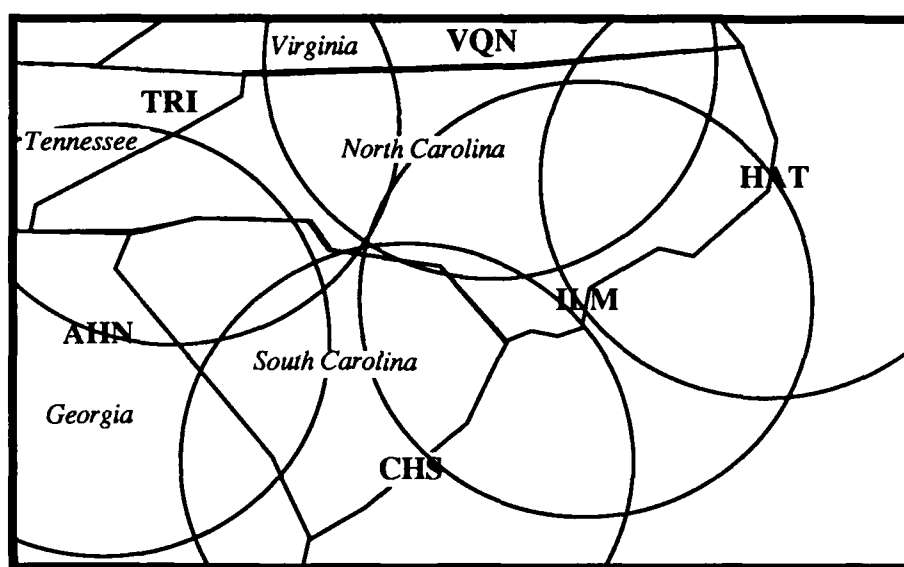 Virginia
VQN
TRI
Tennessee
North Carolina
HAT
ILM
AHN
South Carolina
Georgia
CHS